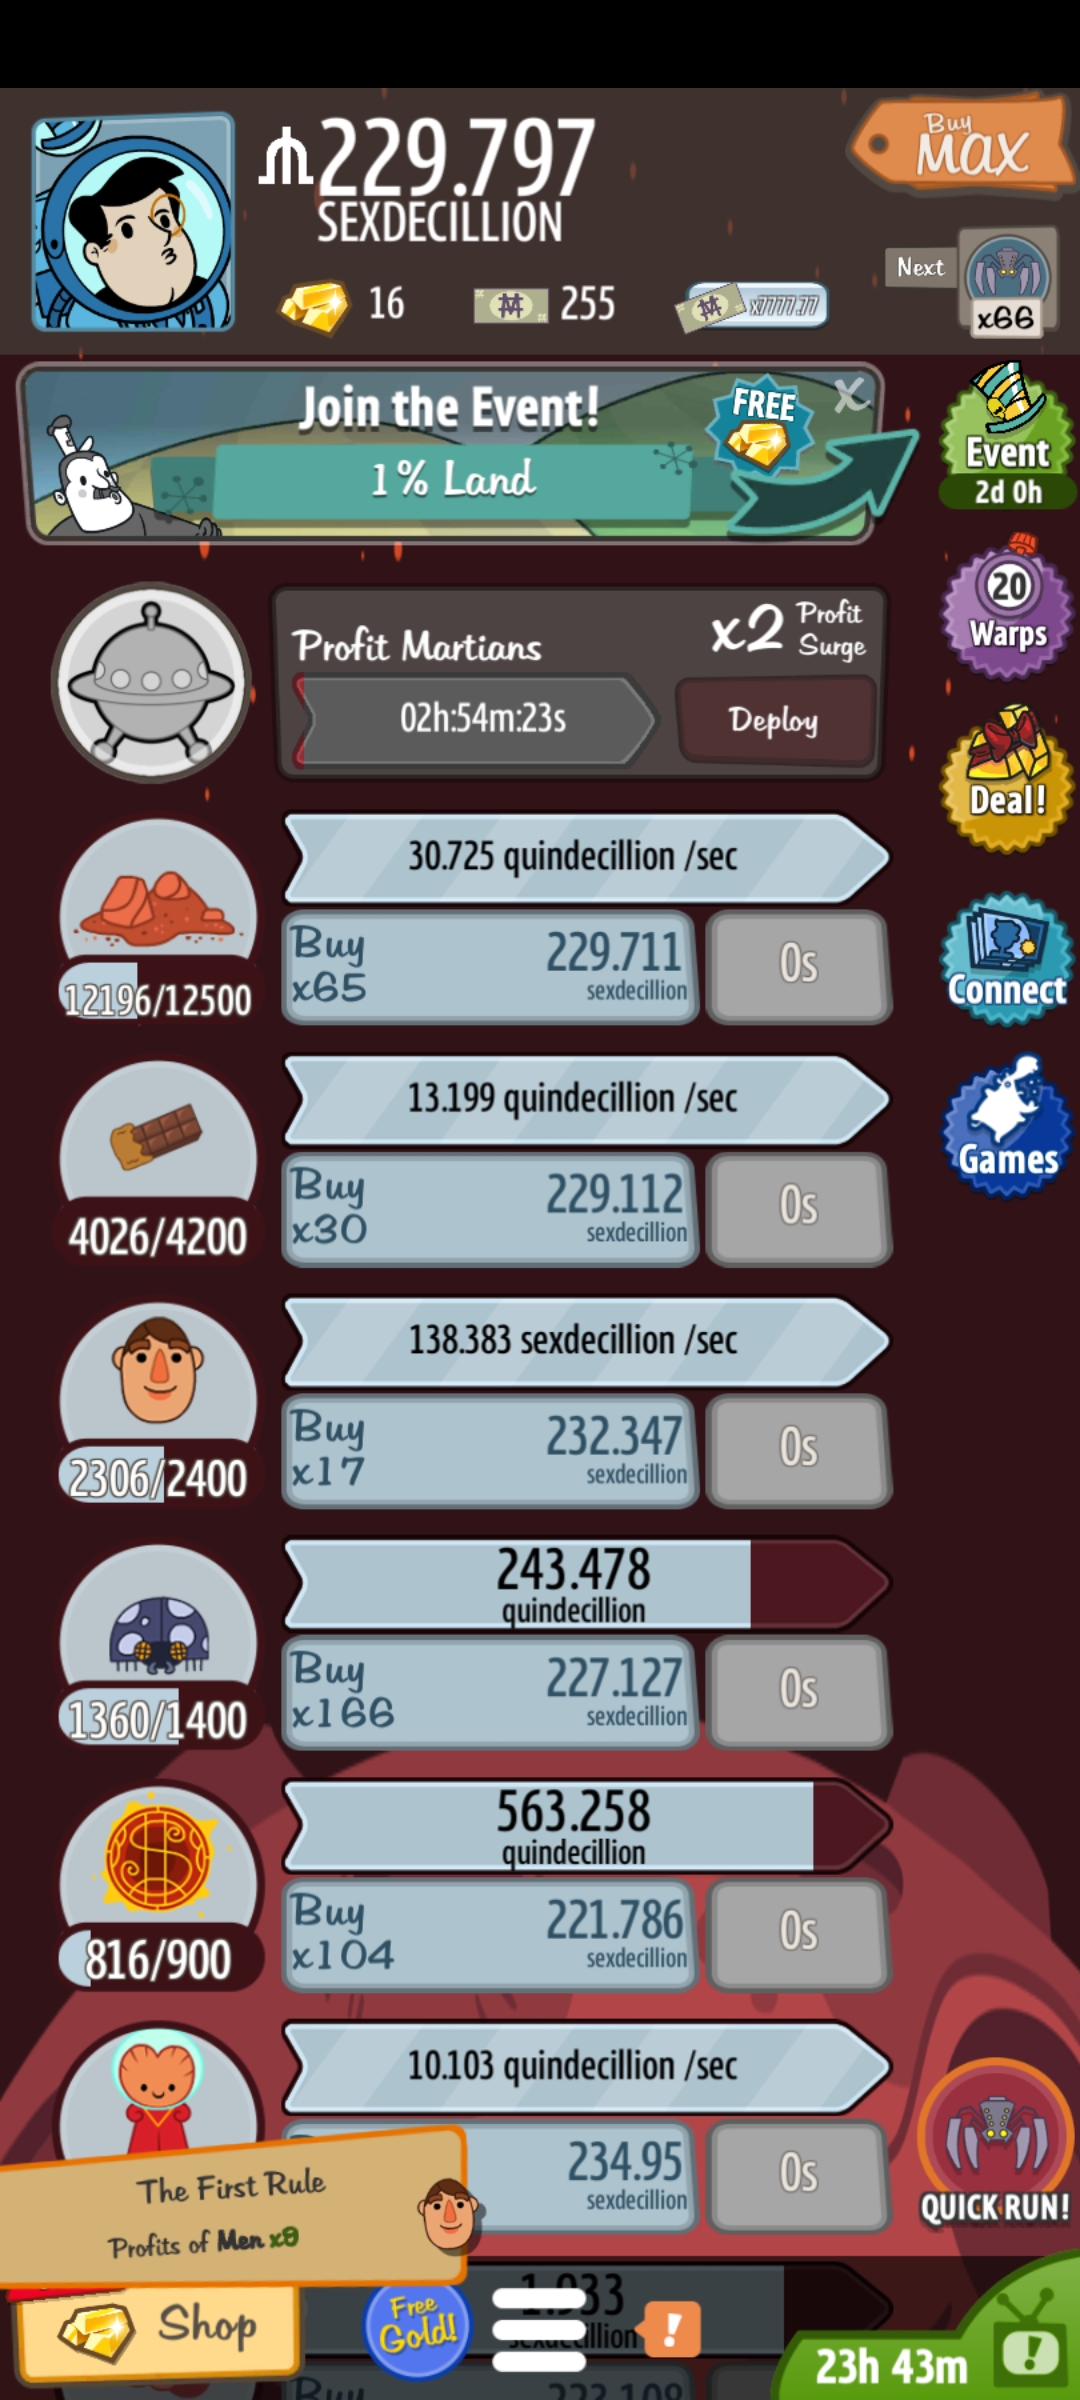 229.797
SEXDECILLION
Buy
MAX
16
255
x7777.77
Next
x66
Join the Event!
FREE
X
1% Land
Event
2d 0h
20
Warps
Profit Martians
x2 Profit Surge
02h:54m:23s
Deploy
Deal!
30.725 quindecillion /sec
Buy x65
229.711
sexdecillion
0s
12196/12500
Connect
13.199 quindecillion /sec
Buy x30
229.112
sexdecillion
0s
4026/4200
Games
138.383 sexdecillion /sec
Buy x17
232.347
sexdecillion
0s
2306/2400
243.478
quindecillion
Buy x166
227.127
sexdecillion
0s
1360/1400
563.258
quindecillion
Buy x104
221.786
sexdecillion
0s
816/900
10.103 quindecillion /sec
234.95
sexdecillion
0s
QUICK RUN!
The First Rule
Profits of Men x9
Shop
Free Gold!
!
23h 43m
!
Buy